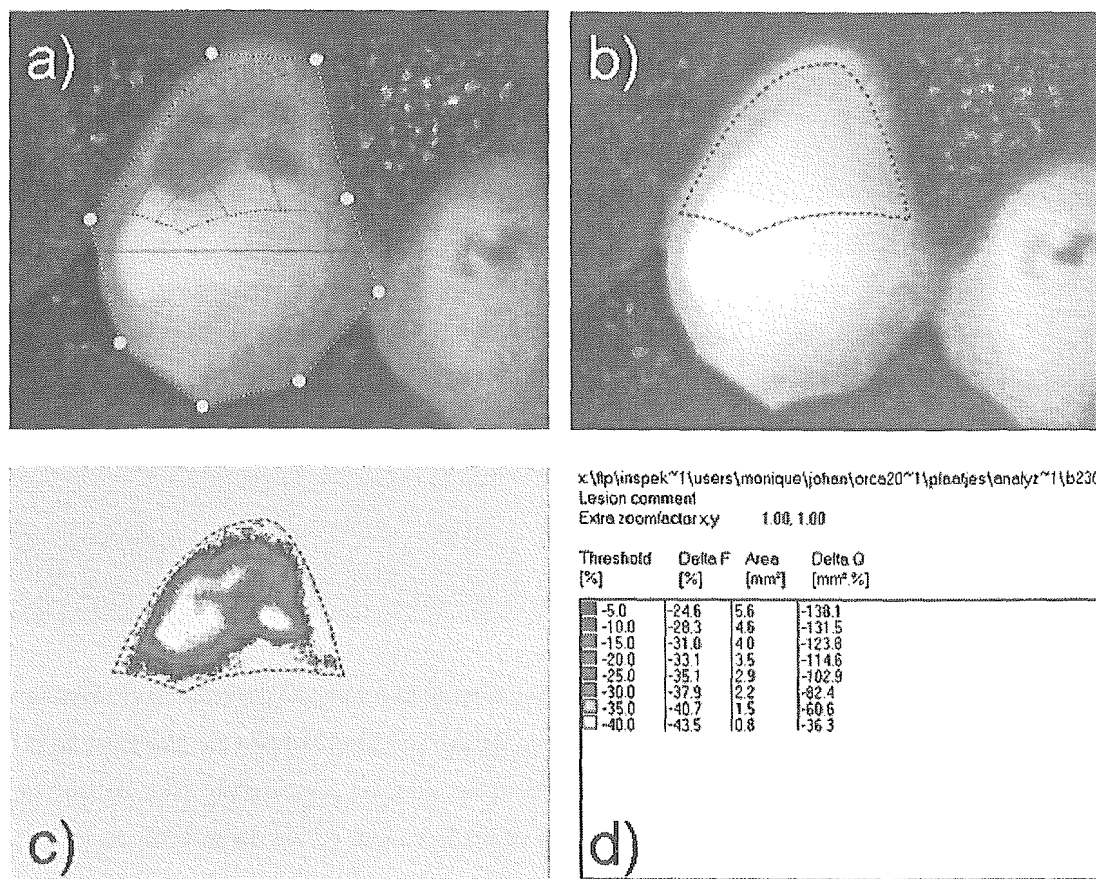 a)
b)
c)
x:\ftp\inspek~1\users\monique\johan\orca20~1\plaatjes\analyz~1\b230
Lesion comment
Extra zoomfactor x,y 1.00, 1.00
Threshold Delta F Area Delta Q
[%] [%] [mm²] [mm².%]
-5.0 -24.6 5.6 -138.1
-10.0 -28.3 4.6 -131.5
-15.0 -31.0 4.0 -123.8
-20.0 -33.1 3.5 -114.6
-25.0 -35.1 2.9 -102.9
-30.0 -37.9 2.2 -82.4
-35.0 -40.7 1.5 -60.6
-40.0 -43.5 0.8 -36.3
d)